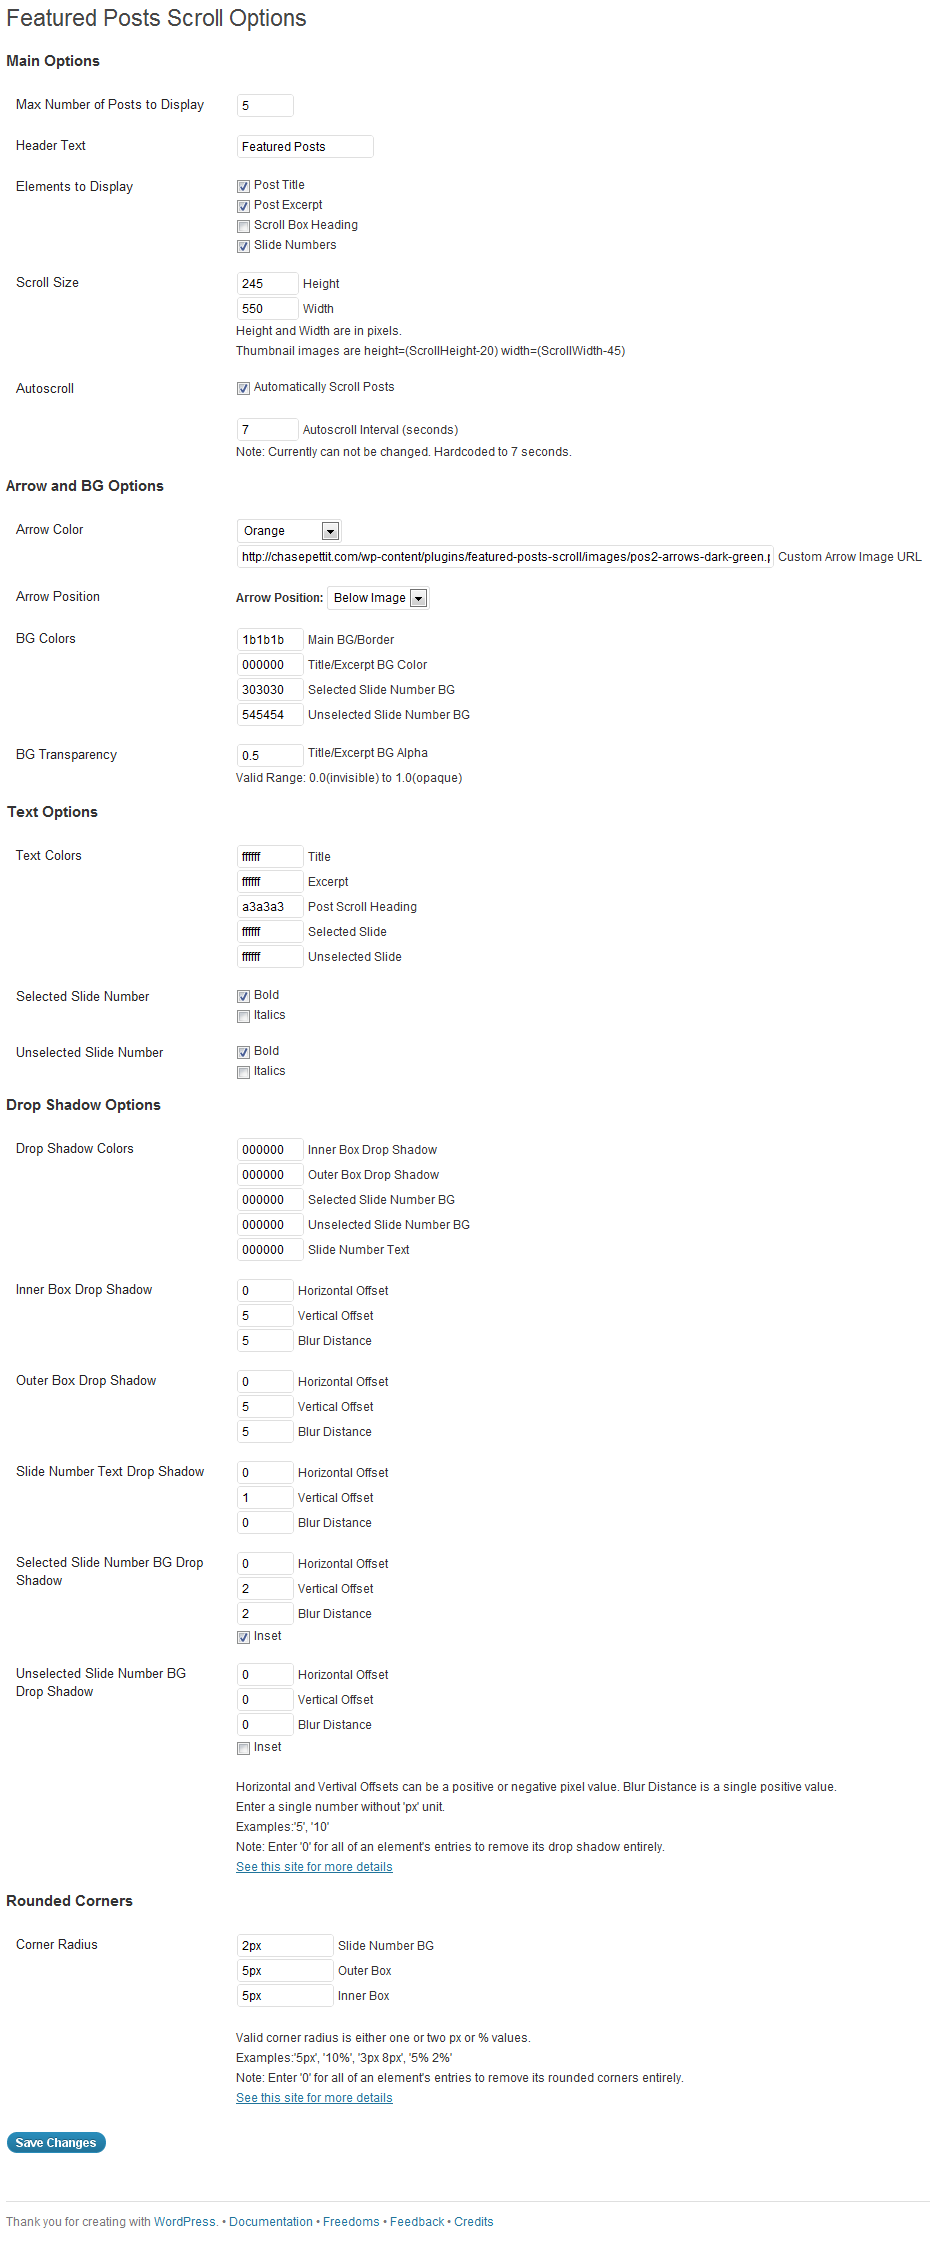 Featured Posts Scroll Options
Main Options
Max Number of Posts to Display 5
Header Text Featured Posts
Elements to Display Post Title
Post Excerpt
Scroll Box Heading
Slide Numbers
Scroll Size 245 Height
550 Width
Height and Width are in pixels.
Thumbnail images are height=(ScrollHeight-20) width=(ScrollWidth-45)
Autoscroll Automatically Scroll Posts
7 Autoscroll Interval (seconds)
Note: Currently can not be changed. Hardcoded to 7 seconds.
Arrow and BG Options
Arrow Color Orange
http://chasepettit.com/wp-content/plugins/featured-posts-scroll/images/pos2-arrows-dark-green.p Custom Arrow Image URL
Arrow Position Arrow Position: Below Image
BG Colors 1b1b1b Main BG/Border
000000 Title/Excerpt BG Color
303030 Selected Slide Number BG
545454 Unselected Slide Number BG
BG Transparency 0.5 Title/Excerpt BG Alpha
Valid Range: 0.0(invisible) to 1.0(opaque)
Text Options
Text Colors ffffff Title
ffffff Excerpt
a3a3a3 Post Scroll Heading
ffffff Selected Slide
ffffff Unselected Slide
Selected Slide Number Bold
Italics
Unselected Slide Number Bold
Italics
Drop Shadow Options
Drop Shadow Colors 000000 Inner Box Drop Shadow
000000 Outer Box Drop Shadow
000000 Selected Slide Number BG
000000 Unselected Slide Number BG
000000 Slide Number Text
Inner Box Drop Shadow 0 Horizontal Offset
5 Vertical Offset
5 Blur Distance
Outer Box Drop Shadow 0 Horizontal Offset
5 Vertical Offset
5 Blur Distance
Slide Number Text Drop Shadow 0 Horizontal Offset
1 Vertical Offset
0 Blur Distance
Selected Slide Number BG Drop Shadow 0 Horizontal Offset
2 Vertical Offset
2 Blur Distance
Inset
Unselected Slide Number BG Drop Shadow 0 Horizontal Offset
0 Vertical Offset
0 Blur Distance
Inset
Horizontal and Vertival Offsets can be a positive or negative pixel value. Blur Distance is a single positive value.
Enter a single number without 'px' unit.
Examples:'5', '10'
Note: Enter '0' for all of an element's entries to remove its drop shadow entirely.
See this site for more details
Rounded Corners
Corner Radius 2px Slide Number BG
5px Outer Box
5px Inner Box
Valid corner radius is either one or two px or % values.
Examples:'5px', '10%', '3px 8px', '5% 2%'
Note: Enter '0' for all of an element's entries to remove its rounded corners entirely.
See this site for more details
Save Changes
Thank you for creating with WordPress. • Documentation • Freedoms • Feedback • Credits